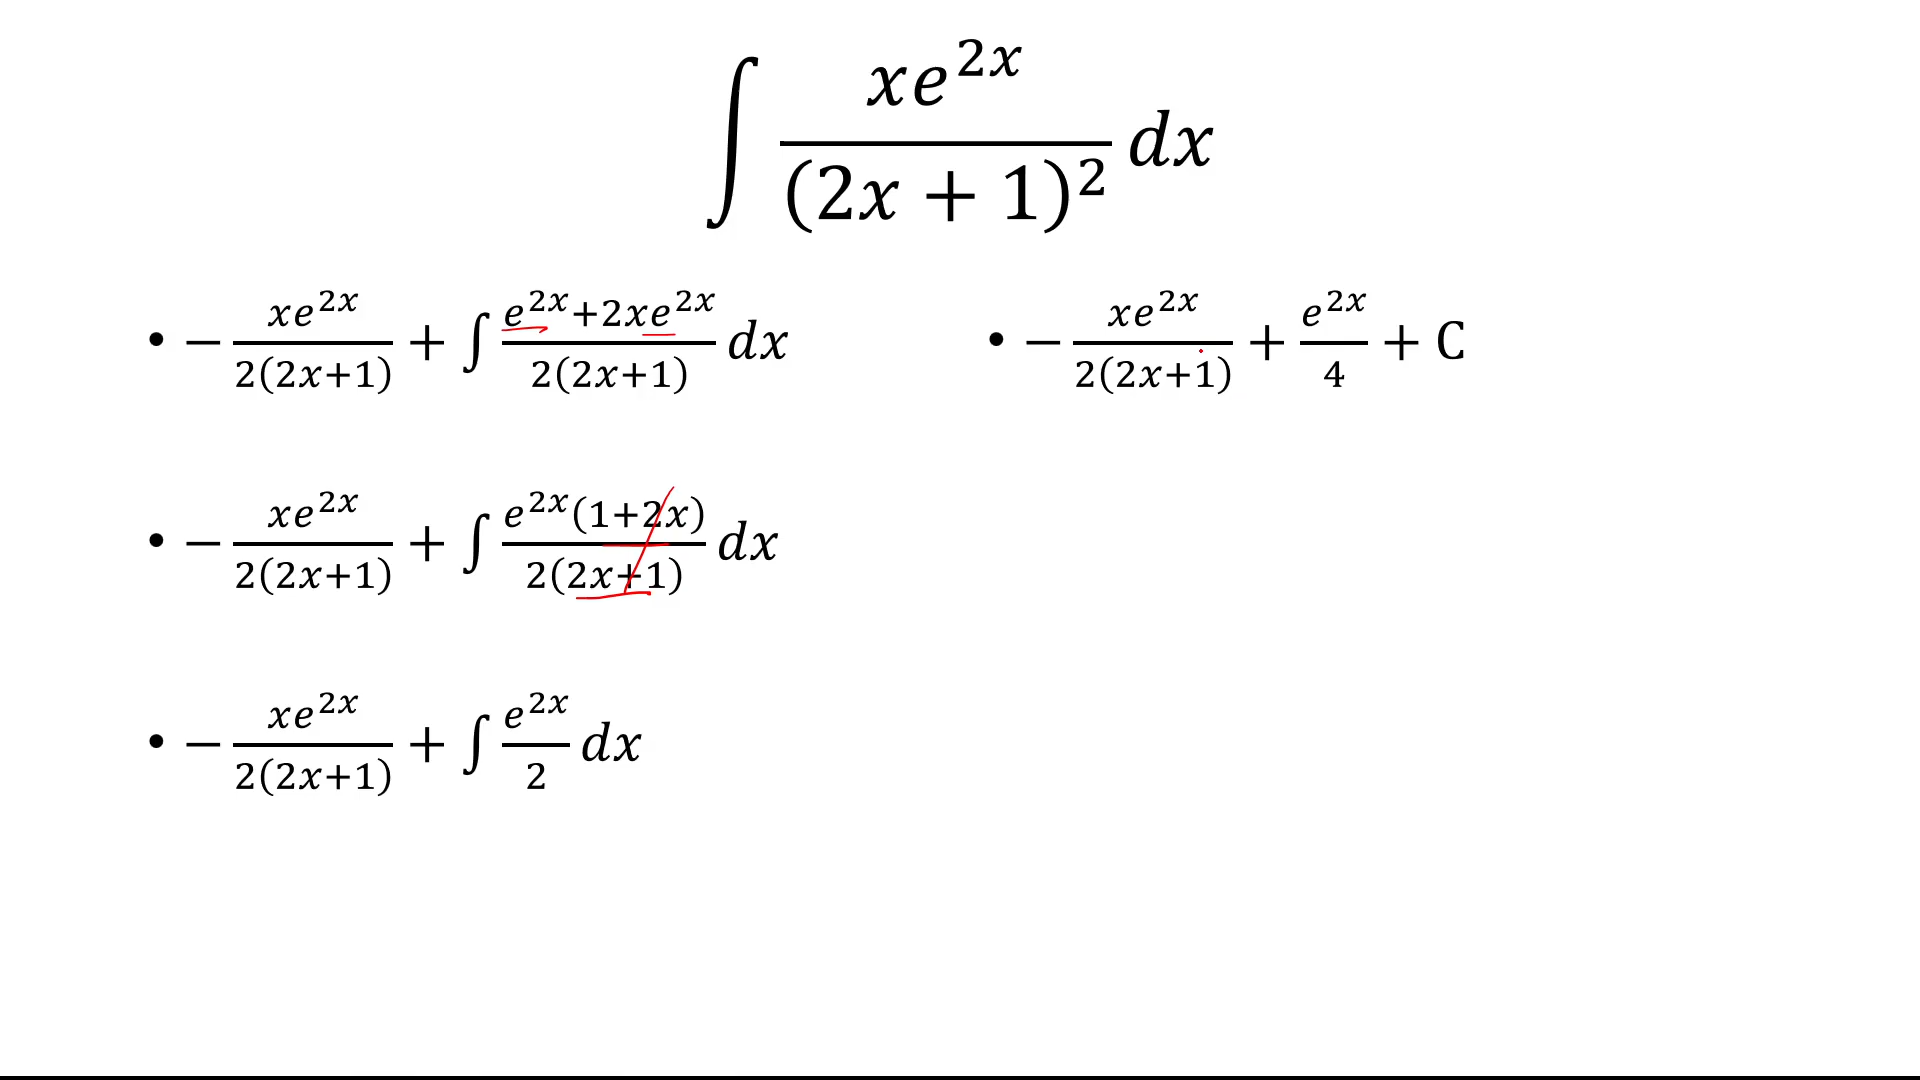 ∫ xe^{2x}/(2x + 1)^2 dx
• − xe^{2x}/2(2x+1) + ∫ e^{2x}+2xe^{2x}/2(2x+1) dx
• − xe^{2x}/2(2x+1) + ∫ e^{2x}(1+2x)/2(2x+1) dx
• − xe^{2x}/2(2x+1) + ∫ e^{2x}/2 dx
• − xe^{2x}/2(2x+1) + e^{2x}/4 + C